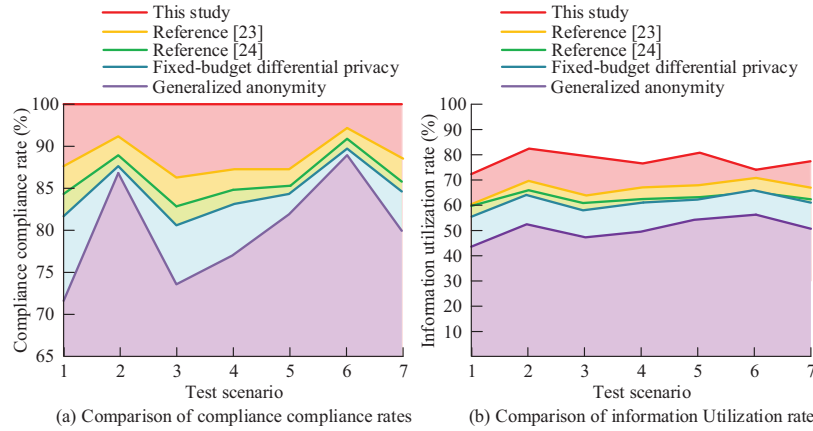 This study
Reference [23]
Reference [24]
Fixed-budget differential privacy
Generalized anonymity
100
95
90
85
80
75
70
65
1 2 3 4 5 6 7
Compliance compliance rate (%)
Test scenario
(a) Comparison of compliance compliance rates
This study
Reference [23]
Reference [24]
Fixed-budget differential privacy
Generalized anonymity
100
90
80
70
60
50
40
30
20
10
1 2 3 4 5 6 7
Information utilization rate (%)
Test scenario
(b) Comparison of information Utilization rate